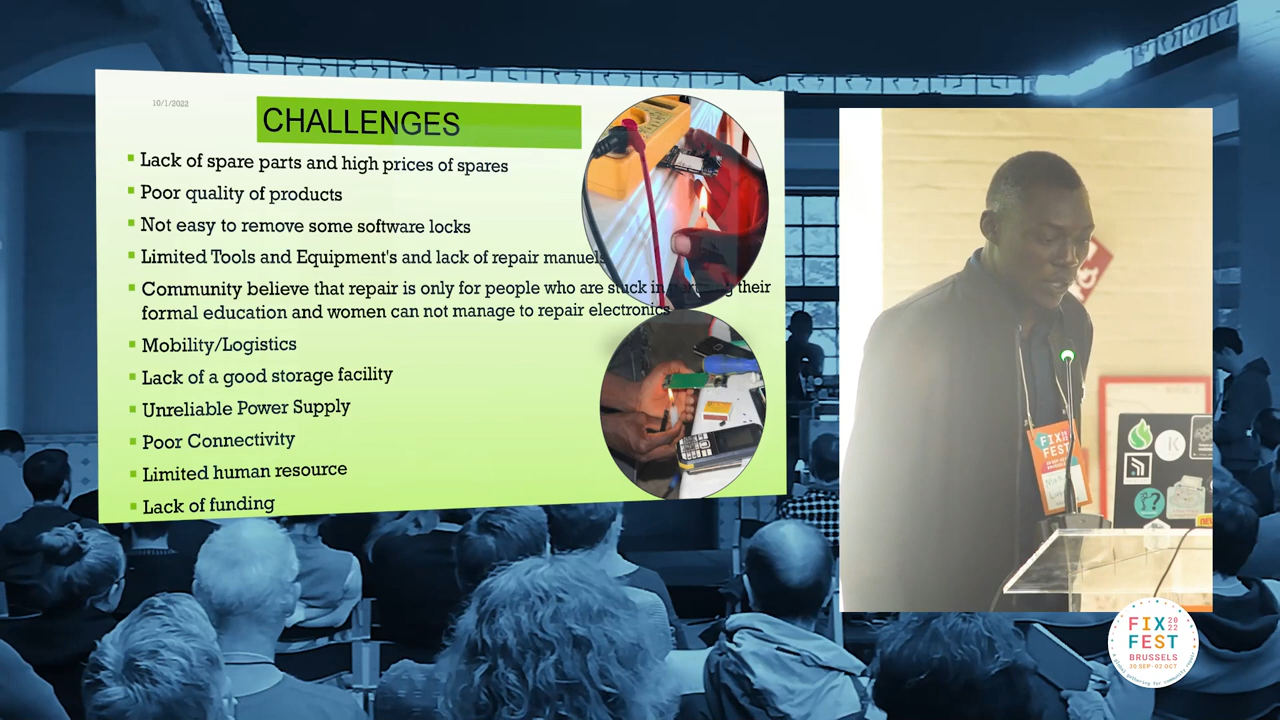 10/1/2022
CHALLENGES
Lack of spare parts and high prices of spares
Poor quality of products
Not easy to remove some software locks
Limited Tools and Equipment's and lack of repair manuels
Community believe that repair is only for people who are stuck in their
formal education and women can not manage to repair electronics
Mobility/Logistics
Lack of a good storage facility
Unreliable Power Supply
Poor Connectivity
Limited human resource
Lack of funding
FIX
FEST
FIX 20
22
FEST
BRUSSELS
30 SEP - 02 OCT